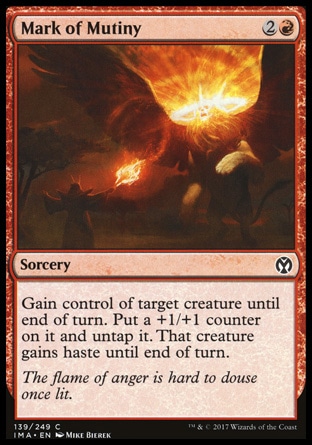 Mark of Mutiny 2
Sorcery
Gain control of target creature until
end of turn. Put a +1/+1 counter
on it and untap it. That creature
gains haste until end of turn.
The flame of anger is hard to douse
once lit.
139/249 C
IMA • EN Mike Bierek
™ & © 2017 Wizards of the Coast